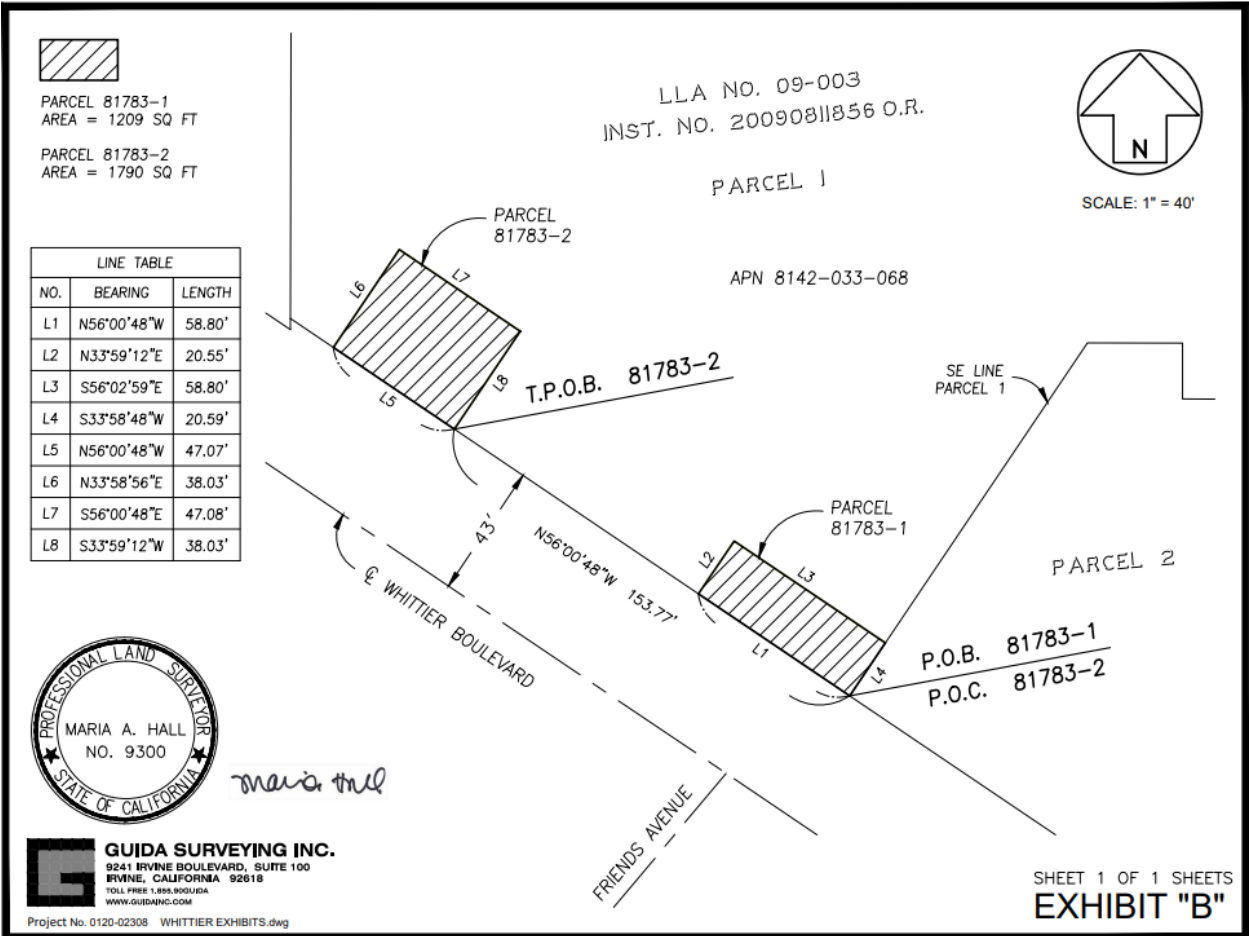 PARCEL 81783-1
AREA = 1209 SQ FT
PARCEL 81783-2
AREA = 1790 SQ FT
LLA NO. 09-003
INST. NO. 20090811856 O.R.
PARCEL 1
N
SCALE: 1" = 40'
PARCEL
81783-2
APN 8142-033-068
LINE TABLE
NO. BEARING LENGTH
L1 N56°00'48"W 58.80'
L2 N33°59'12"E 20.55'
L3 S56°02'59"E 58.80'
L4 S33°58'48"W 20.59'
L5 N56°00'48"W 47.07'
L6 N33°58'56"E 38.03'
L7 S56°00'48"E 47.08'
L8 S33°59'12"W 38.03'
L6
L7
L8
L5
T.P.O.B. 81783-2
SE LINE
PARCEL 1
43'
N56°00'48"W 153.77'
PARCEL
81783-1
L2
L3
L1
L4
PARCEL 2
P.O.B. 81783-1
P.O.C. 81783-2
℄ WHITTIER BOULEVARD
FRIENDS AVENUE
PROFESSIONAL LAND SURVEYOR
MARIA A. HALL
NO. 9300
STATE OF CALIFORNIA
Maria Hall
GUIDA SURVEYING INC.
9241 IRVINE BOULEVARD, SUITE 100
IRVINE, CALIFORNIA 92618
TOLL FREE 1.855.90GUIDA
WWW.GUIDAINC.COM
Project No. 0120-02308 WHITTIER EXHIBITS.dwg
SHEET 1 OF 1 SHEETS
EXHIBIT "B"